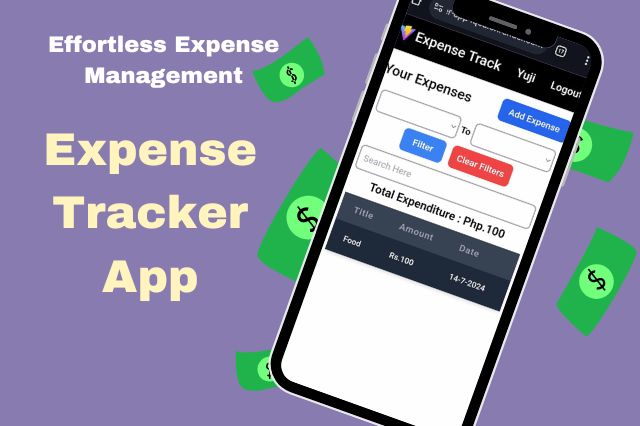 Effortless Expense
Management
Expense
Tracker
App
17
Expense Track
Yuji
Logout
Your Expenses
Add Expense
To
Filter
Clear Filters
Search Here
Total Expenditure : Php.100
Title Amount Date
Food Rs.100 14-7-2024